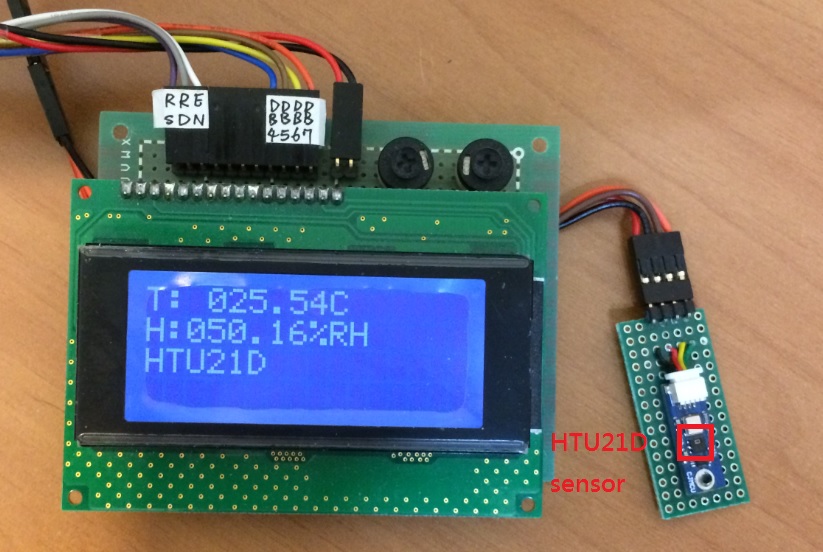 RRE
SDN
DDDD
BBBB
4567
T: 025.54C
H:050.16%RH
HTU21D
HTU21D
sensor